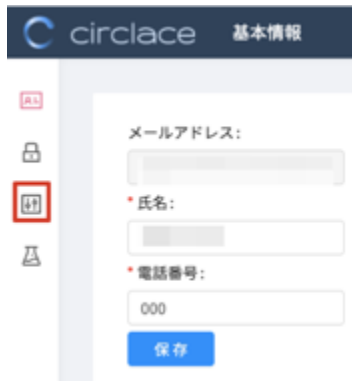 circlace 基本情報
メールアドレス:
*氏名:
*電話番号:
000
保存